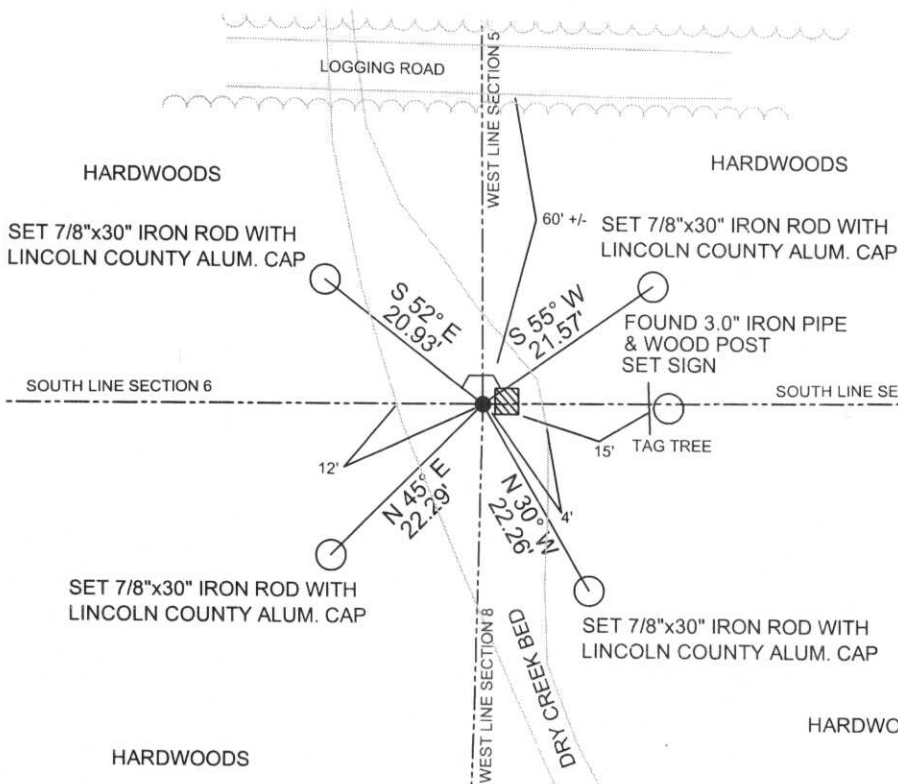 LOGGING ROAD
WEST LINE SECTION 5
HARDWOODS
HARDWOODS
60' +/-
SET 7/8"x30" IRON ROD WITH
LINCOLN COUNTY ALUM. CAP
SET 7/8"x30" IRON ROD WITH
LINCOLN COUNTY ALUM. CAP
S 52° E
20.93'
S 55° W
21.57'
FOUND 3.0" IRON PIPE
& WOOD POST
SET SIGN
SOUTH LINE SECTION 6
SOUTH LINE SE
15'
TAG TREE
12'
N 45° E
22.29'
N 30° W
22.26'
4'
SET 7/8"x30" IRON ROD WITH
LINCOLN COUNTY ALUM. CAP
SET 7/8"x30" IRON ROD WITH
LINCOLN COUNTY ALUM. CAP
WEST LINE SECTION 8
DRY CREEK BED
HARDWO
HARDWOODS